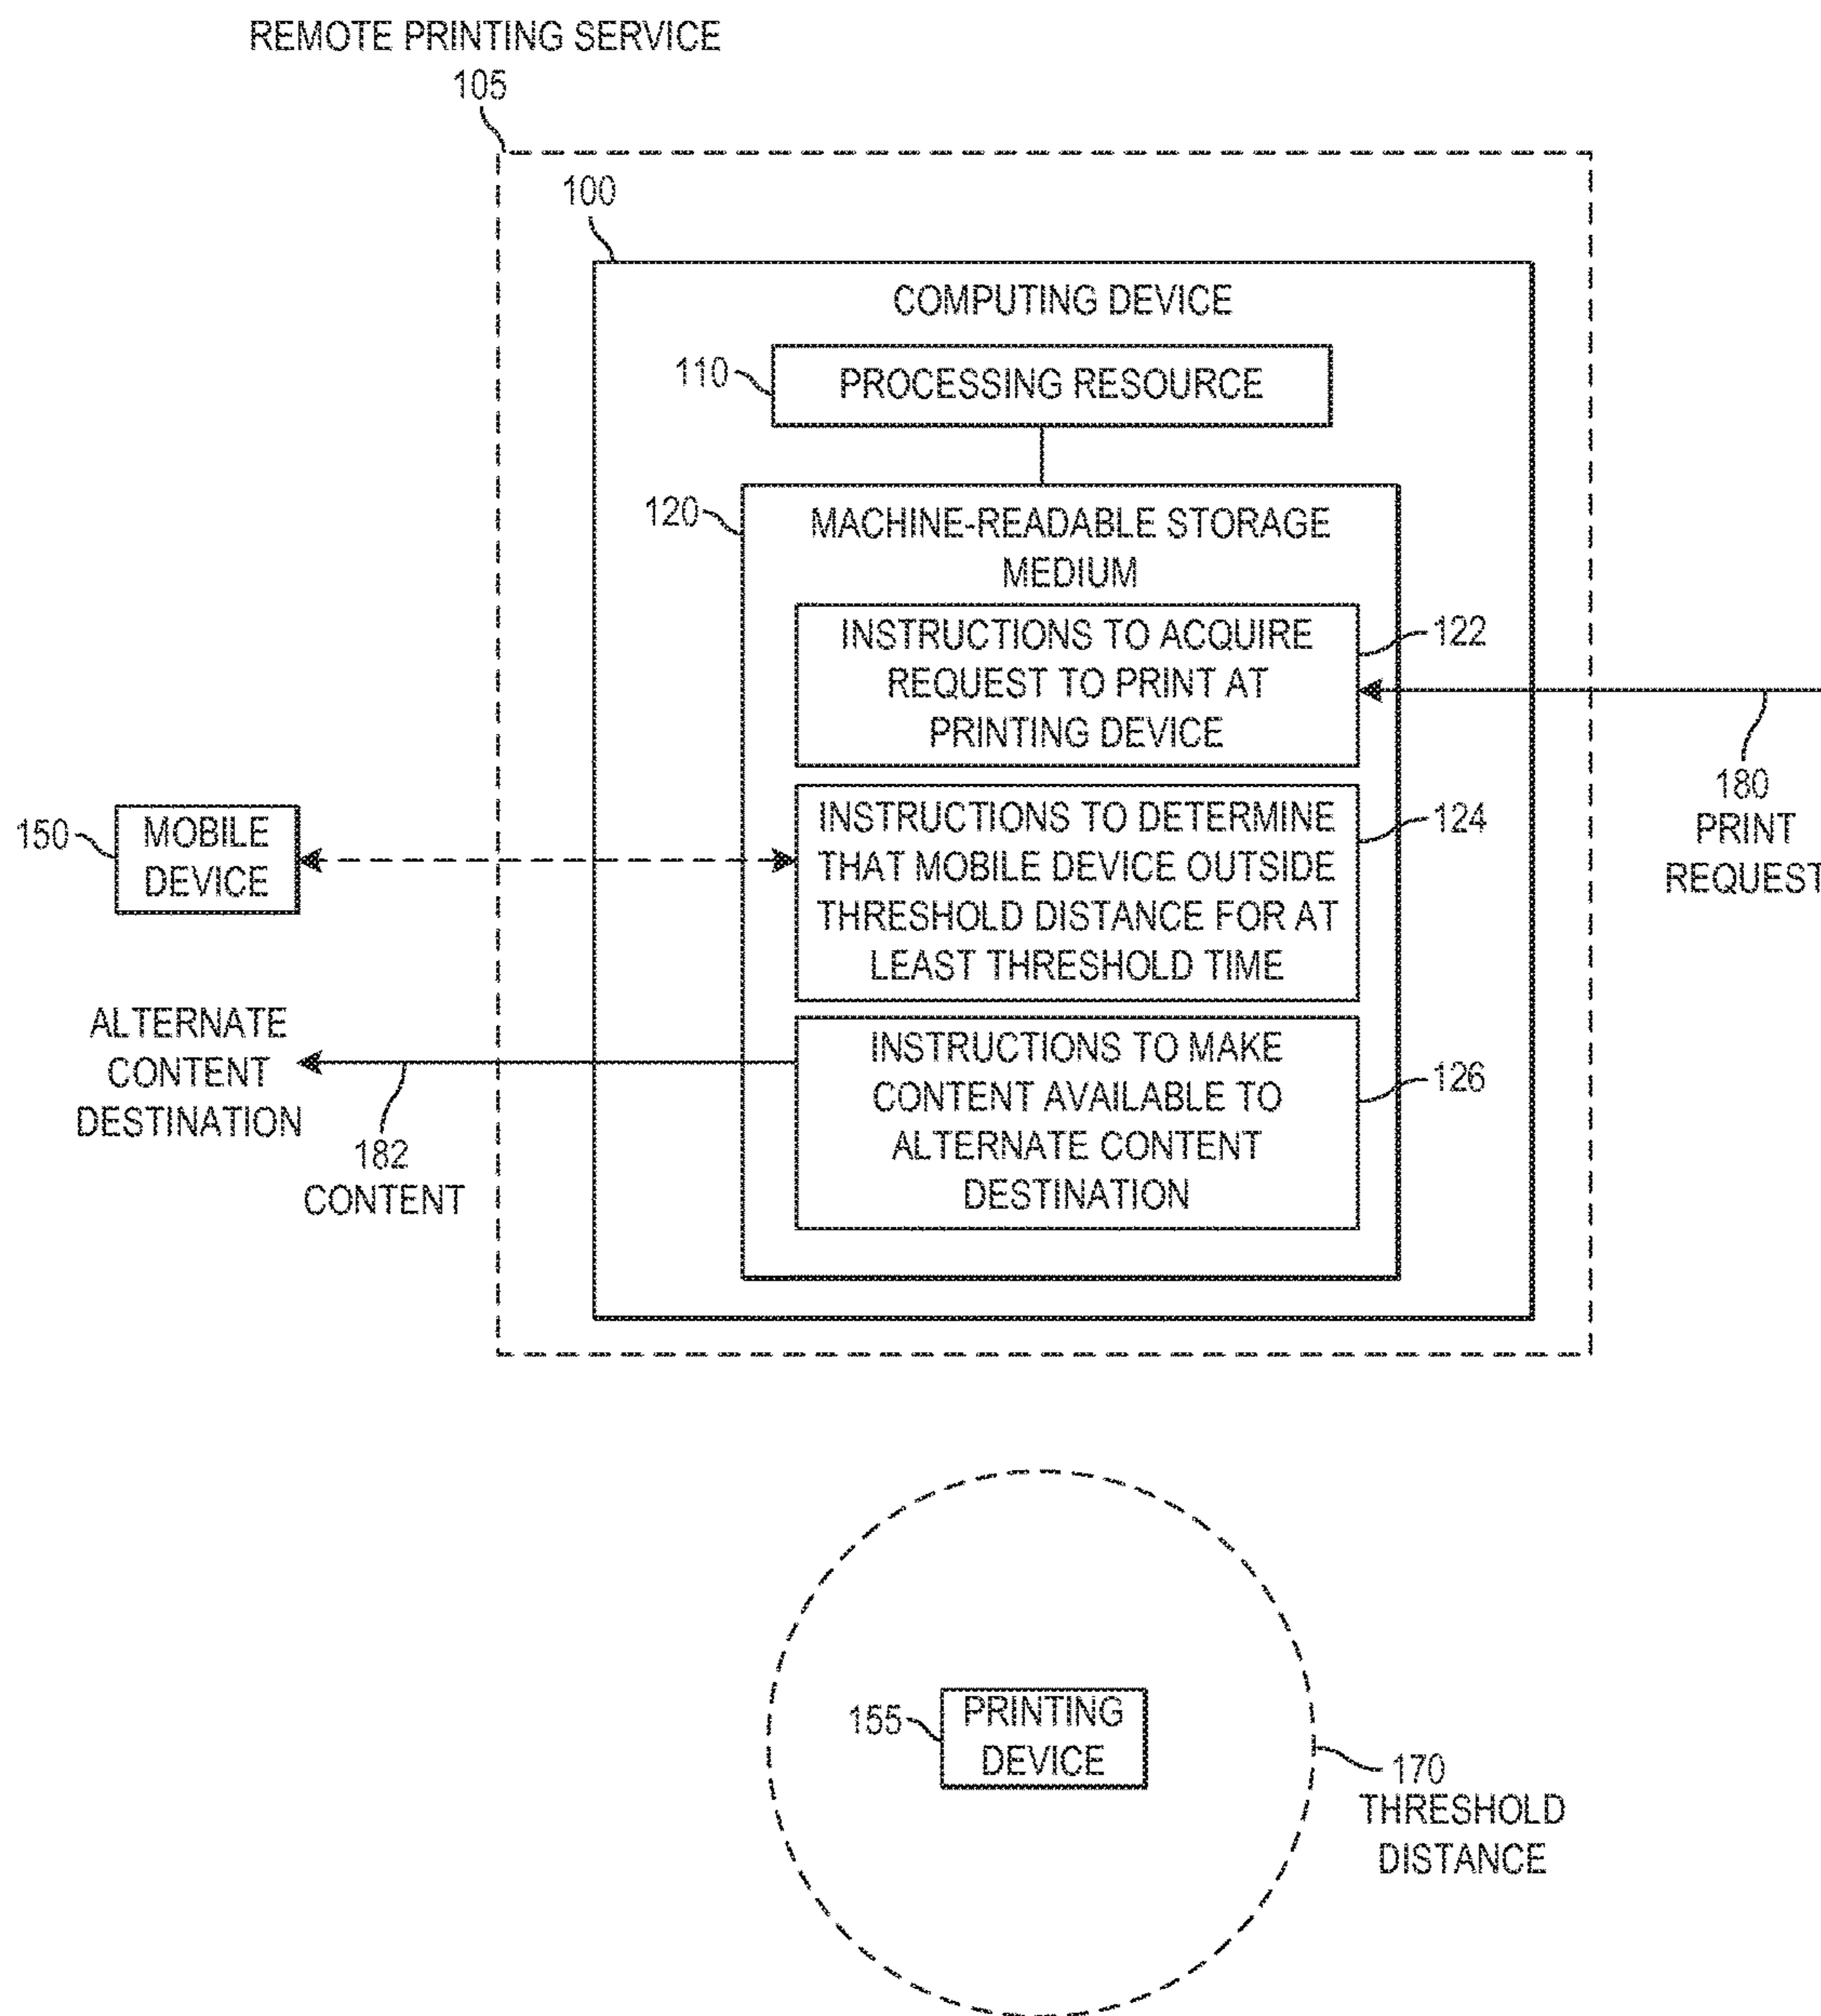 REMOTE PRINTING SERVICE
105
100
COMPUTING DEVICE
110
PROCESSING RESOURCE
120
MACHINE-READABLE STORAGE
MEDIUM
INSTRUCTIONS TO ACQUIRE
REQUEST TO PRINT AT
PRINTING DEVICE
122
180
PRINT
REQUEST
150
MOBILE
DEVICE
INSTRUCTIONS TO DETERMINE
THAT MOBILE DEVICE OUTSIDE
THRESHOLD DISTANCE FOR AT
LEAST THRESHOLD TIME
124
ALTERNATE
CONTENT
DESTINATION
182
CONTENT
INSTRUCTIONS TO MAKE
CONTENT AVAILABLE TO
ALTERNATE CONTENT
DESTINATION
126
155
PRINTING
DEVICE
170
THRESHOLD
DISTANCE